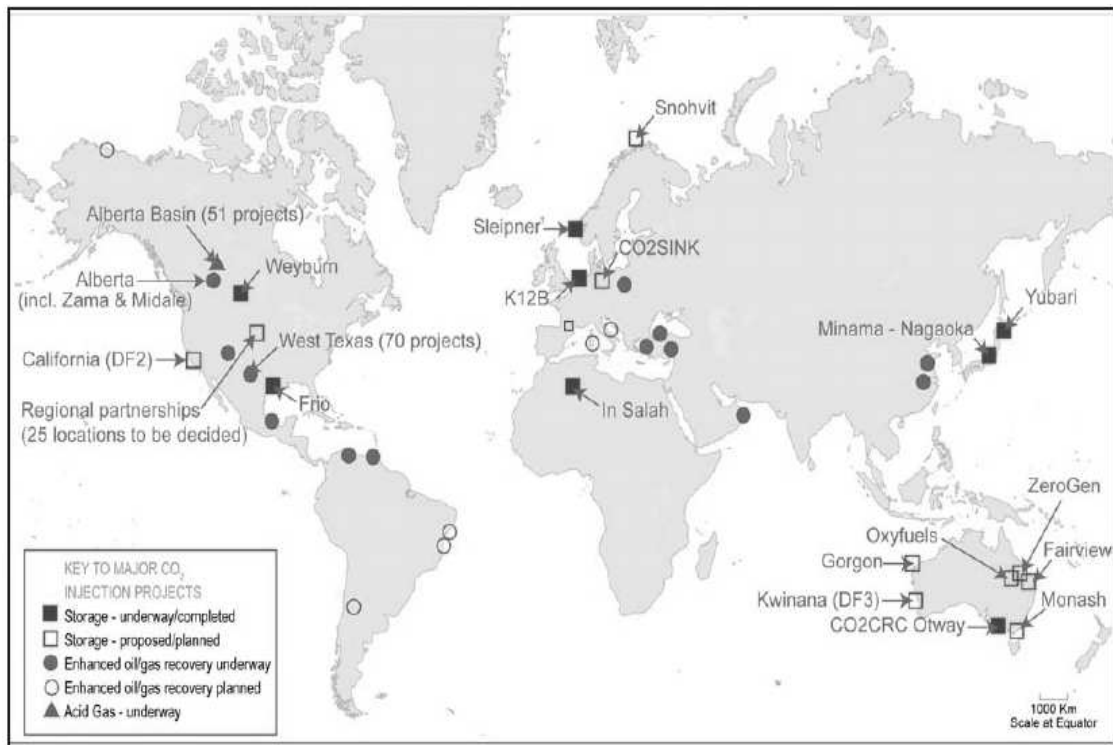 Snohvit
Alberta Basin (51 projects)
Sleipner
CO2SINK
Weyburn
Alberta
(incl. Zama & Midale)
K12B
Yubari
Minama - Nagaoka
West Texas (70 projects)
California (DF2)
Frio
In Salah
Regional partnerships
(25 locations to be decided)
ZeroGen
Oxyfuels
Fairview
Gorgon
Kwinana (DF3)
Monash
CO2CRC Otway
KEY TO MAJOR CO₂
INJECTION PROJECTS
Storage - underway/completed
Storage - proposed/planned
Enhanced oil/gas recovery underway
Enhanced oil/gas recovery planned
Acid Gas - underway
1000 Km
Scale at Equator